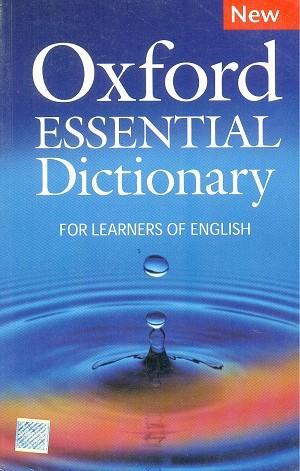 New
Oxford
ESSENTIAL
Dictionary
FOR LEARNERS OF ENGLISH